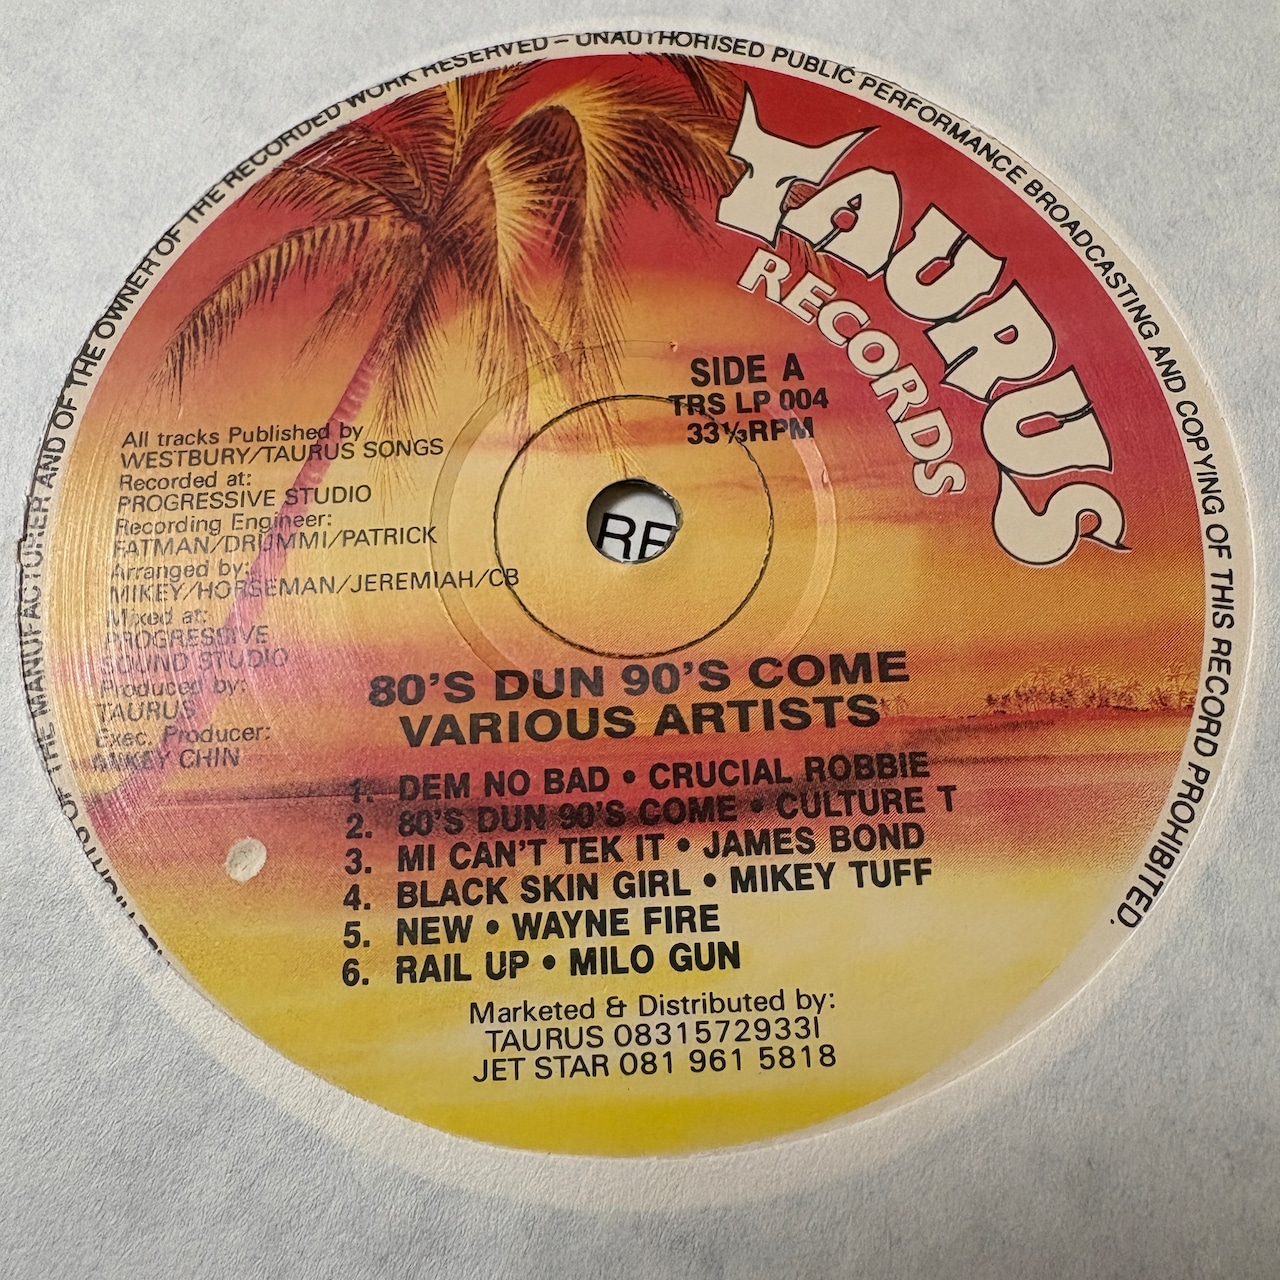 THE MANUFACTURER AND OF THE OWNER OF THE RECORDED WORK RESERVED – UNAUTHORISED PUBLIC PERFORMANCE BROADCASTING AND COPYING OF THIS RECORD PROHIBITED.
TAURUS
RECORDS
SIDE A
TRS LP 004
33⅓RPM
All tracks Published by
WESTBURY/TAURUS SONGS
Recorded at:
PROGRESSIVE STUDIO
Recording Engineer:
FATMAN/DRUMMI/PATRICK
Arranged by:
MIKEY/HORSEMAN/JEREMIAH/CB
Mixed at:
PROGRESSIVE
SOUND STUDIO
Produced by:
TAURUS
Exec. Producer:
MIKEY CHIN
RE
80'S DUN 90'S COME
VARIOUS ARTISTS
1. DEM NO BAD • CRUCIAL ROBBIE
2. 80'S DUN 90'S COME • CULTURE T
3. MI CAN'T TEK IT • JAMES BOND
4. BLACK SKIN GIRL • MIKEY TUFF
5. NEW • WAYNE FIRE
6. RAIL UP • MILO GUN
Marketed & Distributed by:
TAURUS 0831572933I
JET STAR 081 961 5818